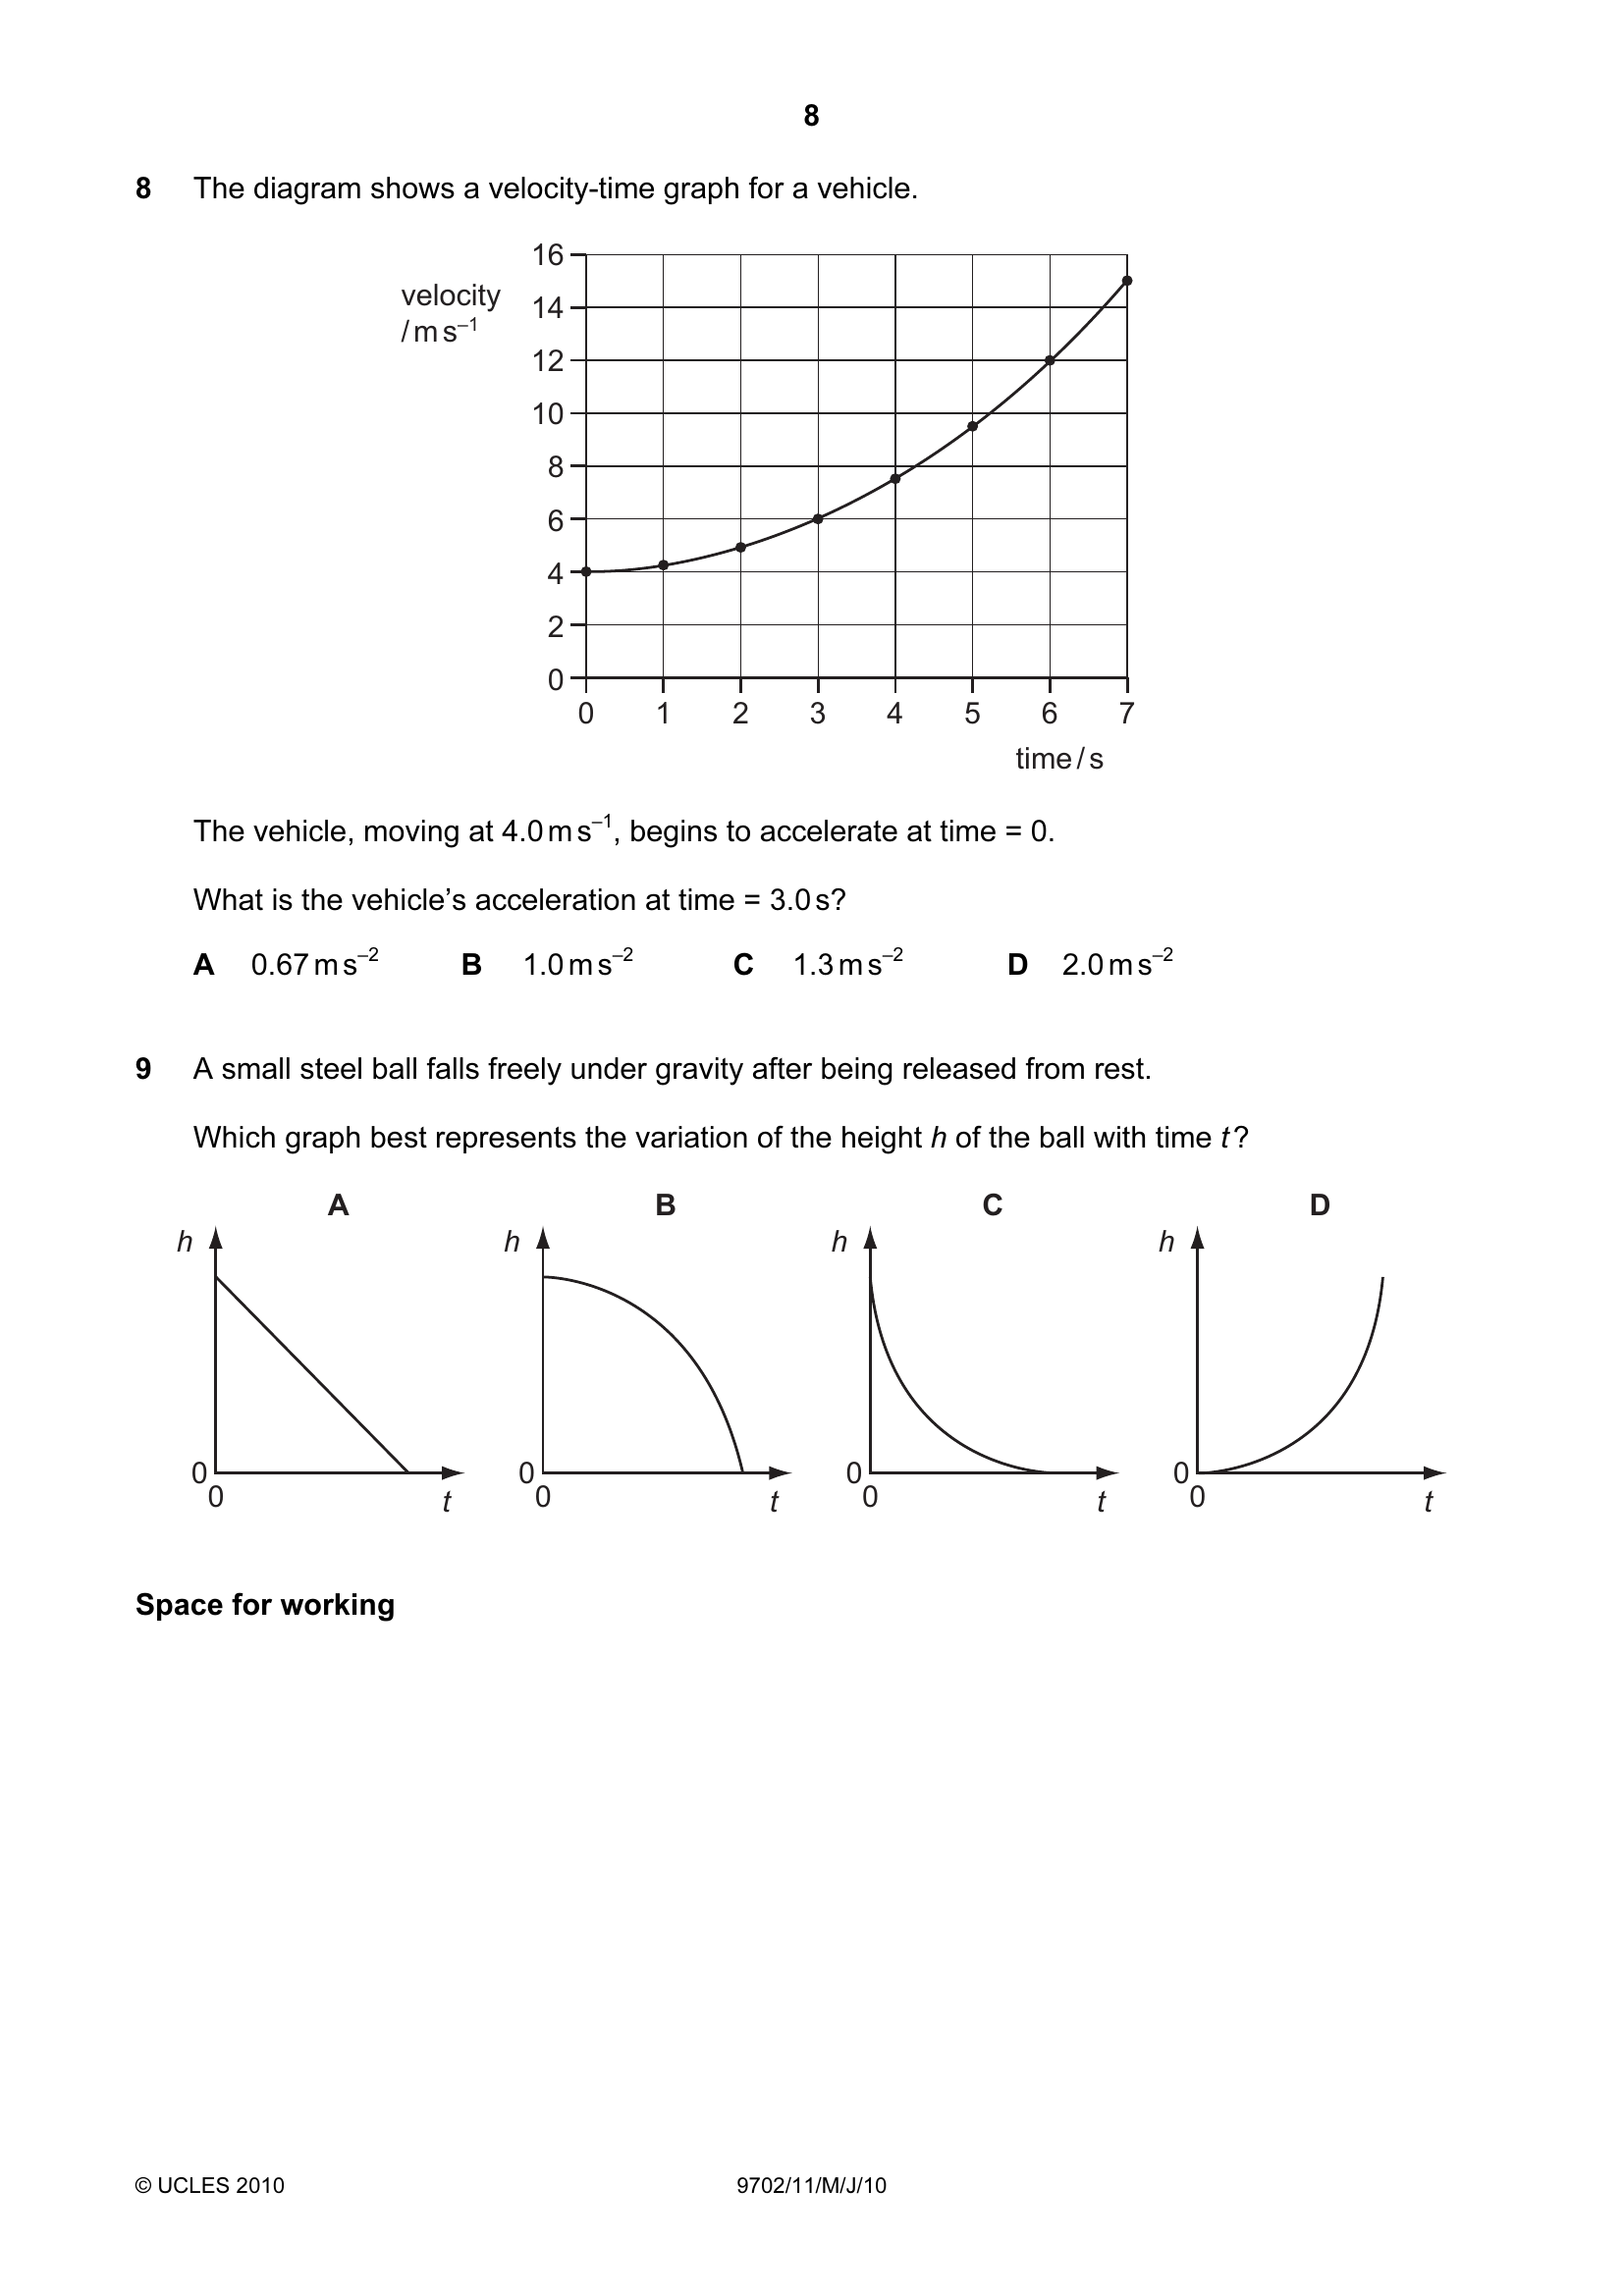 8
8 The diagram shows a velocity-time graph for a vehicle.
16
velocity
/ m s–1
14
12
10
8
6
4
2
0
0 1 2 3 4 5 6 7
time / s
The vehicle, moving at 4.0 m s–1, begins to accelerate at time = 0.
What is the vehicle’s acceleration at time = 3.0 s?
A 0.67 m s–2 B 1.0 m s–2 C 1.3 m s–2 D 2.0 m s–2
9 A small steel ball falls freely under gravity after being released from rest.
Which graph best represents the variation of the height h of the ball with time t ?
A B C D
h h h h
0 0 0 0
0 t 0 t 0 t 0 t
Space for working
© UCLES 2010 9702/11/M/J/10